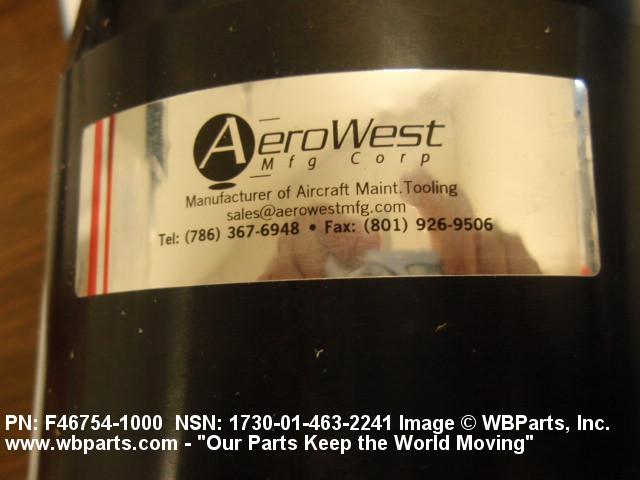 AeroWest
Mfg Corp
Manufacturer of Aircraft Maint.Tooling
sales@aerowestmfg.com
Tel: (786) 367-6948 • Fax: (801) 926-9506
PN: F46754-1000 NSN: 1730-01-463-2241 Image © WBParts, Inc.
www.wbparts.com - "Our Parts Keep the World Moving"